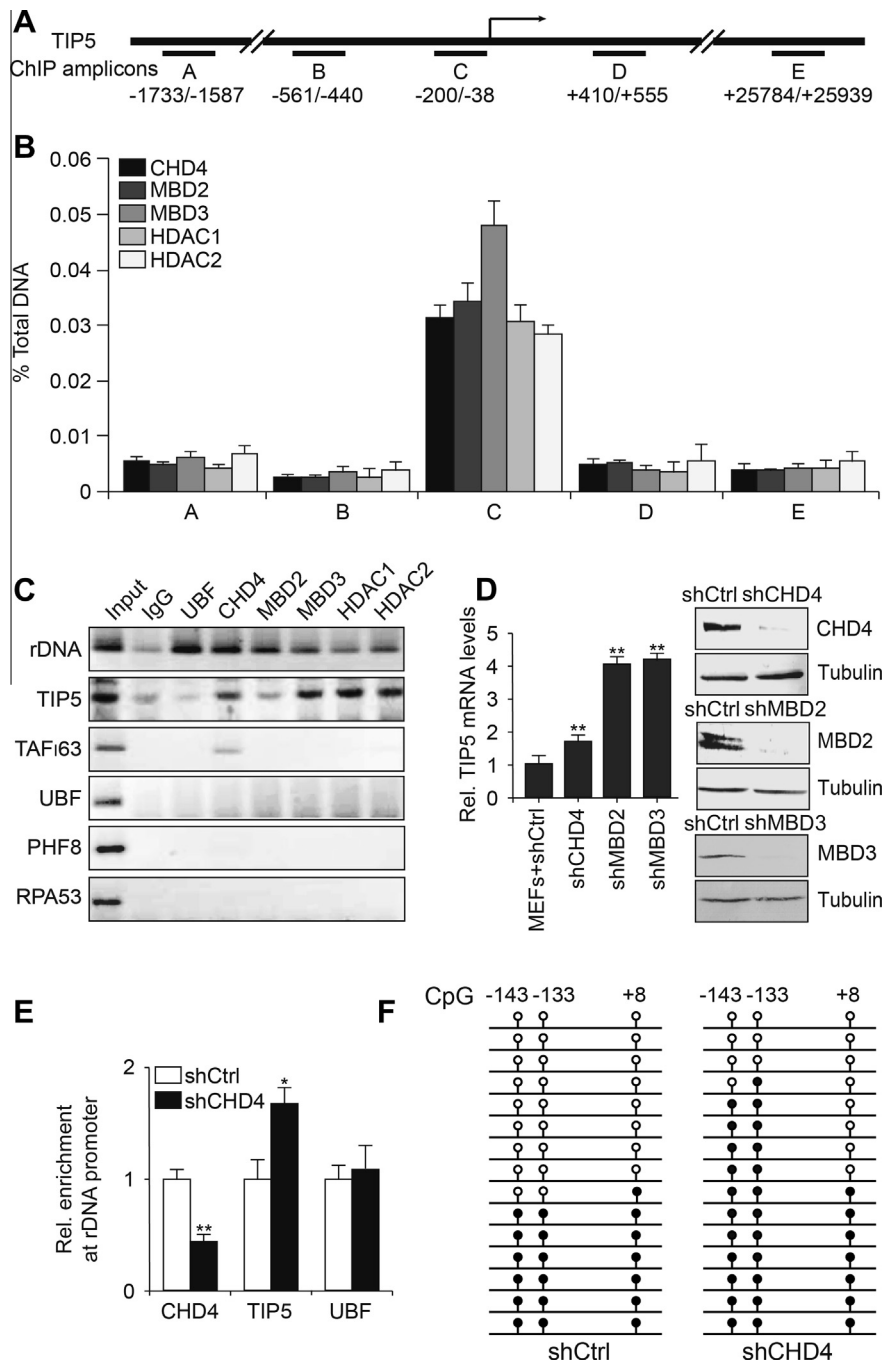 A
TIP5
ChIP amplicons
A B C D E
-1733/-1587 -561/-440 -200/-38 +410/+555 +25784/+25939
B
% Total DNA
0.06
0.05
0.04
0.03
0.02
0.01
0
CHD4
MBD2
MBD3
HDAC1
HDAC2
A B C D E
C
Input IgG UBF CHD4 MBD2 MBD3 HDAC1 HDAC2
rDNA
TIP5
TAFi63
UBF
PHF8
RPA53
D
Rel. TIP5 mRNA levels
5
4
3
2
1
0
** ** **
MEFs+shCtrl shCHD4 shMBD2 shMBD3
shCtrl shCHD4
CHD4
Tubulin
shCtrl shMBD2
MBD2
Tubulin
shCtrl shMBD3
MBD3
Tubulin
E
Rel. enrichment
at rDNA promoter
2
1
0
shCtrl
shCHD4
** *
CHD4 TIP5 UBF
F
CpG -143 -133 +8 -143 -133 +8
shCtrl shCHD4